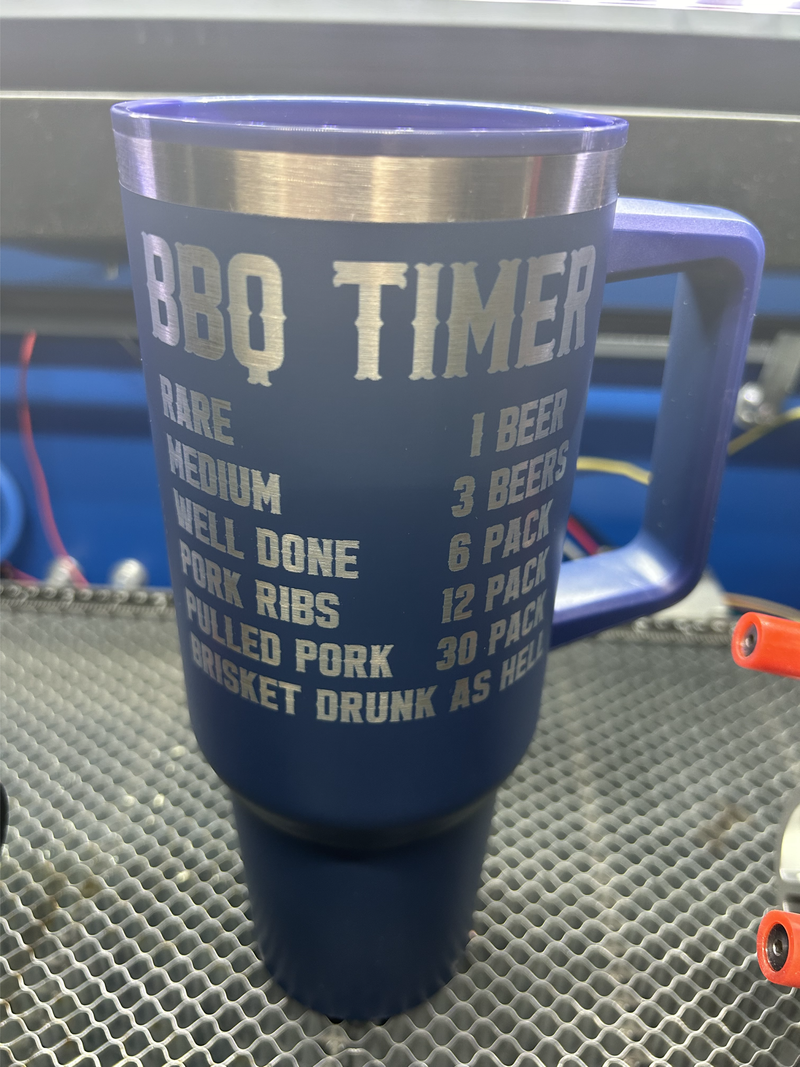 BBQ TIMER
RARE 1 BEER
MEDIUM 3 BEERS
WELL DONE 6 PACK
PORK RIBS 12 PACK
PULLED PORK 30 PACK
BRISKET DRUNK AS HELL